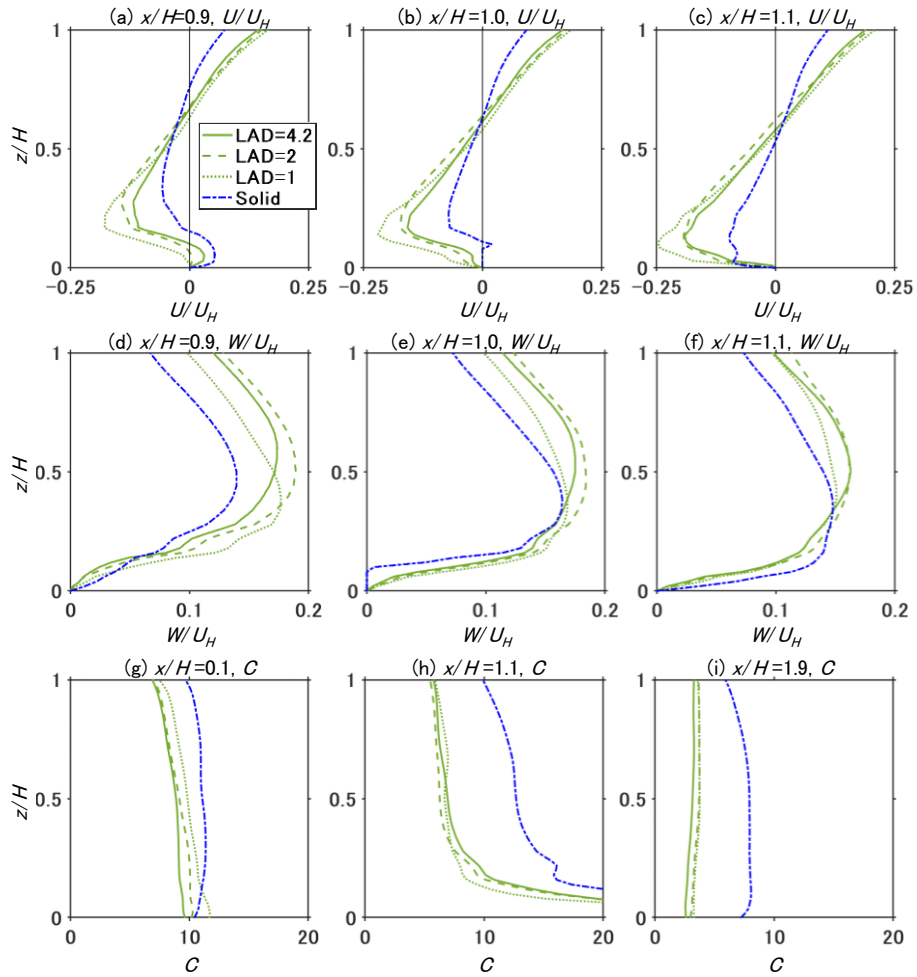 (a) x/H=0.9, U/U_H
(b) x/H=1.0, U/U_H
(c) x/H=1.1, U/U_H
1
0.5
0
z/H
LAD=4.2
LAD=2
LAD=1
Solid
-0.25
0
0.25
U/U_H
1
0.5
0
-0.25
0
0.25
U/U_H
1
0.5
0
-0.25
0
0.25
U/U_H
(d) x/H=0.9, W/U_H
(e) x/H=1.0, W/U_H
(f) x/H=1.1, W/U_H
1
0.5
0
z/H
0
0.1
0.2
W/U_H
1
0.5
0
0
0.1
0.2
W/U_H
1
0.5
0
0
0.1
0.2
W/U_H
(g) x/H=0.1, C
(h) x/H=1.1, C
(i) x/H=1.9, C
1
0.5
0
z/H
0
10
20
C
1
0.5
0
0
10
20
C
1
0.5
0
0
10
20
C